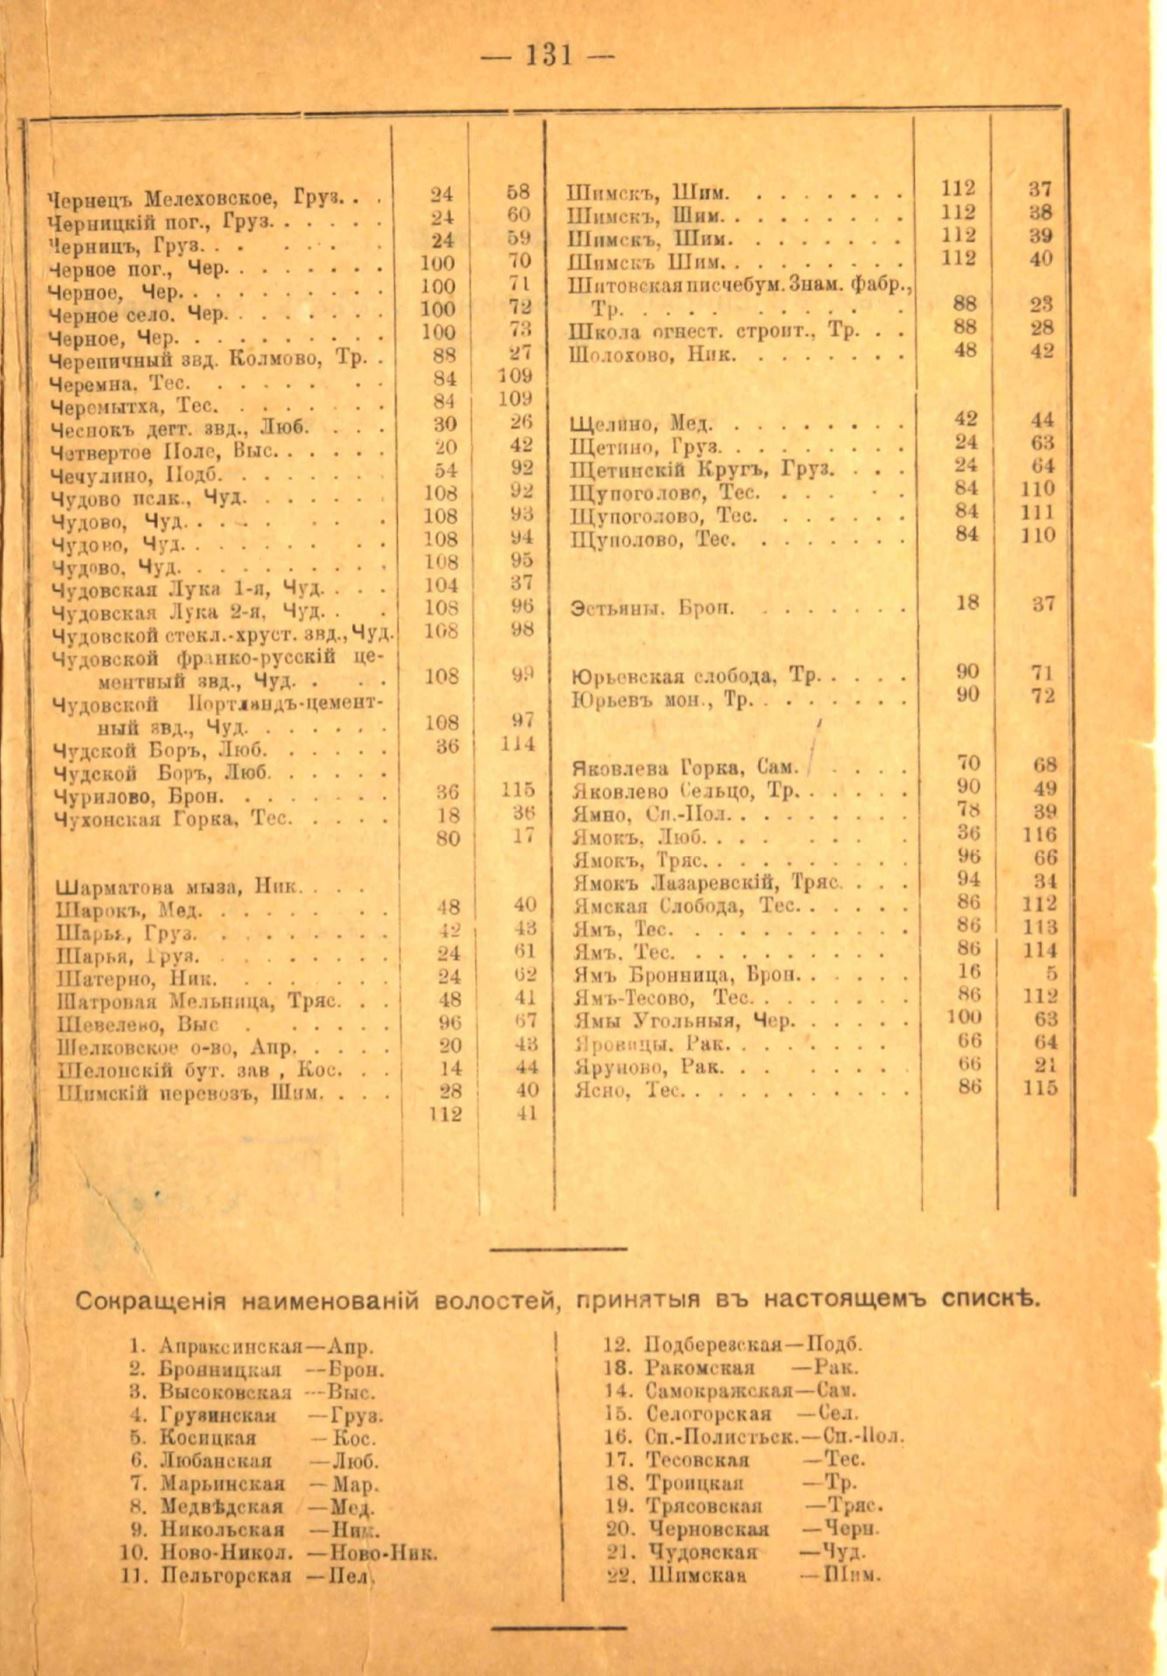 — 131 —
Чернецъ Мелеховское, Груз. . . 24 58
Черницкій пог., Груз. . . . . . 24 60
Черницъ, Груз. . . . . . . 24 59
Черное пог., Чер. . . . . . . . 100 70
Черное, Чер. . . . . . . . . . 100 71
Черное село. Чер. . . . . . . . 100 72
Черное, Чер. . . . . . . . . . 100 73
Черепичный звд. Колмово, Тр. . 88 27
Черемна. Тес. . . . . . . . 84 109
Черемытха, Тес. . . . . . . . 84 109
Чеснокъ дегт. звд., Люб. . . . 30 26
Четвертое Поле, Выс. . . . . . 20 42
Чечулино, Подб. . . . . . . . 54 92
Чудово пслк., Чуд. . . . . . . 108 92
Чудово, Чуд. . . . . . . . 108 93
Чудово, Чуд. . . . . . . . . 108 94
Чудово, Чуд. . . . . . . . . . 108 95
Чудовская Лука 1-я, Чуд. . . . 104 37
Чудовская Лука 2-я, Чуд. . . 108 96
Чудовской стекл.-хруст. звд., Чуд. 108 98
Чудовской франко-русскій це-
ментный звд., Чуд. . . . 108 99
Чудовской Портландъ-цемент-
ный звд., Чуд. . . . . . . 108 97
Чудской Боръ, Люб. . . . . . 36 114
Чудской Боръ, Люб. . . . . . 36 115
Чурилово, Брон. . . . . . . . 18 36
Чухонская Горка, Тес. . . . . 80 17
Шарматова мыза, Ник. . . . 48 40
Шарокъ, Мед. . . . . . . . 42 43
Шарья, Груз. . . . . . . . . 24 61
Шарья, Груз. . . . . . . . . 24 62
Шатерно, Ник. . . . . . . . 48 41
Шатровая Мельница, Тряс. . . 96 67
Шевелево, Выс . . . . . . 20 43
Шелковское о-во, Апр. . . . . 14 44
Шелонскій бут. зав , Кос. . . 28 40
Шимскій перевозъ, Шим. . . . 112 41
Шимскъ, Шим. . . . . . . . 112 37
Шимскъ, Шим. . . . . . . . . 112 38
Шимскъ, Шим. . . . . . . . 112 39
Шимскъ Шим. . . . . . . . . 112 40
Шитовская писчебум. Знам. фабр.,
Тр. . . . . . . . . . . 88 23
Школа огнест. строит., Тр. . . 88 28
Шолохово, Ник. . . . . . . . 48 42
Щелино, Мед. . . . . . . . . 42 44
Щетино, Груз. . . . . . . . . 24 63
Щетинскій Кругъ, Груз. . . . 24 64
Щупоголово, Тес. . . . . . 84 110
Щупоголово, Тес. . . . . . . 84 111
Щуполово, Тес. . . . . . . . 84 110
Эстьяны. Брон. . . . . . . . 18 37
Юрьевская слобода, Тр. . . . . 90 71
Юрьевъ мон., Тр. . . . . . . . 90 72
Яковлева Горка, Сам. . . . . 70 68
Яковлево Сельцо, Тр. . . . . . 90 49
Ямно, Сп.-Пол. . . . . . . . . 78 39
Ямокъ, Люб. . . . . . . . 36 116
Ямокъ, Тряс. . . . . . . . . . 96 66
Ямокъ Лазаревскій, Тряс. . . . 94 34
Ямская Слобода, Тес. . . . . . 86 112
Ямъ, Тес. . . . . . . . . . . 86 113
Ямъ. Тес. . . . . . . . . . 86 114
Ямъ Бронница, Брон. . . . . . 16 5
Ямъ-Тесово, Тес. . . . . . . . 86 112
Ямы Угольныя, Чер. . . . . . 100 63
Яровицы. Рак. . . . . . . . 66 64
Яруново, Рак. . . . . . . . 66 21
Ясно, Тес. . . . . . . . . . . 86 115
Сокращенія наименованій волостей, принятыя въ настоящемъ спискѣ.
1. Апраксинская—Апр.
2. Бронницкая —Брон.
3. Высоковская —Выс.
4. Грузинская —Груз.
5. Косицкая —Кос.
6. Любанская —Люб.
7. Марьинская —Мар.
8. Медвѣдская —Мед.
9. Никольская —Ник.
10. Ново-Никол. —Ново-Ник.
11. Пельгорская —Пел.
12. Подберезская—Подб.
13. Ракомская —Рак.
14. Самокражская—Сам.
15. Селогорская —Сел.
16. Сп.-Полистьск.—Сп.-Пол.
17. Тесовская —Тес.
18. Троицкая —Тр.
19. Трясовская —Тряс.
20. Черновская —Черн.
21. Чудовская —Чуд.
22. Шимская —Шим.